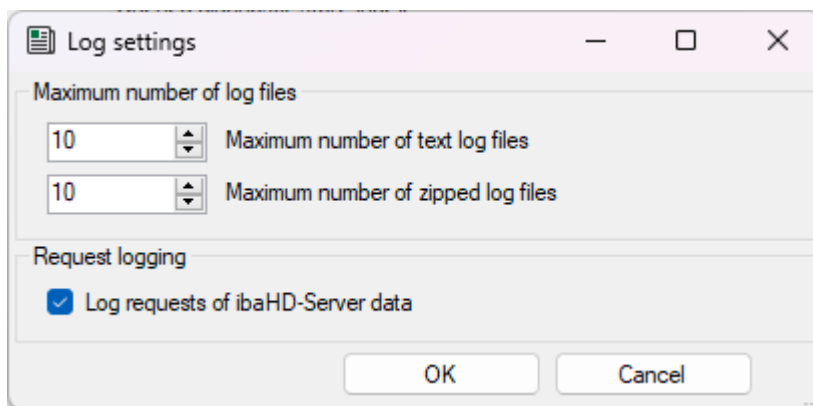 Log settings
Maximum number of log files
10 Maximum number of text log files
10 Maximum number of zipped log files
Request logging
Log requests of ibaHD-Server data
OK Cancel